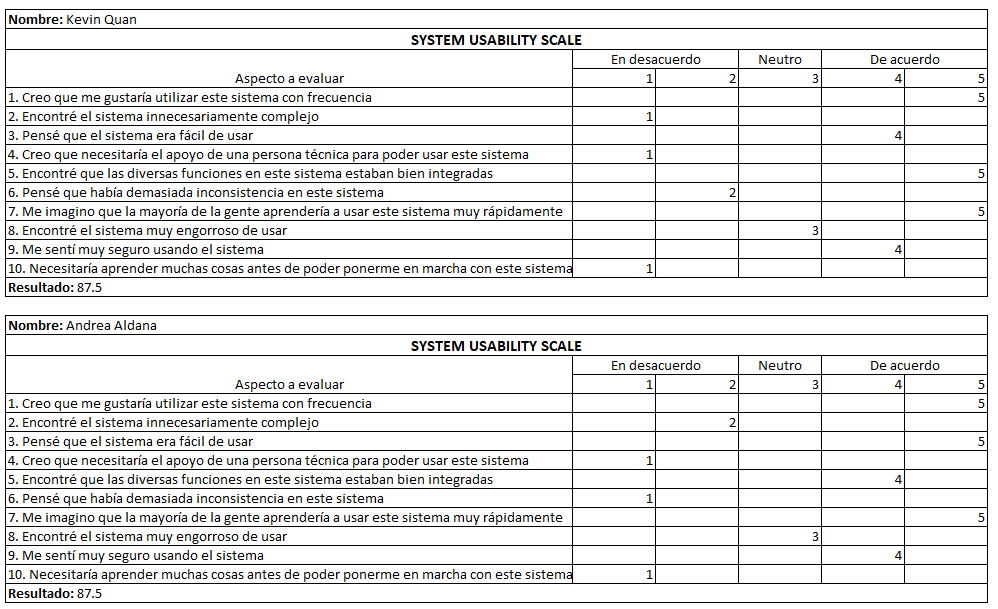 Nombre: Kevin Quan
SYSTEM USABILITY SCALE
En desacuerdo Neutro De acuerdo
Aspecto a evaluar 1 2 3 4 5
1. Creo que me gustaría utilizar este sistema con frecuencia 5
2. Encontré el sistema innecesariamente complejo 1
3. Pensé que el sistema era fácil de usar 4
4. Creo que necesitaría el apoyo de una persona técnica para poder usar este sistema 1
5. Encontré que las diversas funciones en este sistema estaban bien integradas 5
6. Pensé que había demasiada inconsistencia en este sistema 2
7. Me imagino que la mayoría de la gente aprendería a usar este sistema muy rápidamente 5
8. Encontré el sistema muy engorroso de usar 3
9. Me sentí muy seguro usando el sistema 4
10. Necesitaría aprender muchas cosas antes de poder ponerme en marcha con este sistema 1
Resultado: 87.5
Nombre: Andrea Aldana
SYSTEM USABILITY SCALE
En desacuerdo Neutro De acuerdo
Aspecto a evaluar 1 2 3 4 5
1. Creo que me gustaría utilizar este sistema con frecuencia 5
2. Encontré el sistema innecesariamente complejo 2
3. Pensé que el sistema era fácil de usar 5
4. Creo que necesitaría el apoyo de una persona técnica para poder usar este sistema 1
5. Encontré que las diversas funciones en este sistema estaban bien integradas 4
6. Pensé que había demasiada inconsistencia en este sistema 1
7. Me imagino que la mayoría de la gente aprendería a usar este sistema muy rápidamente 5
8. Encontré el sistema muy engorroso de usar 3
9. Me sentí muy seguro usando el sistema 4
10. Necesitaría aprender muchas cosas antes de poder ponerme en marcha con este sistema 1
Resultado: 87.5